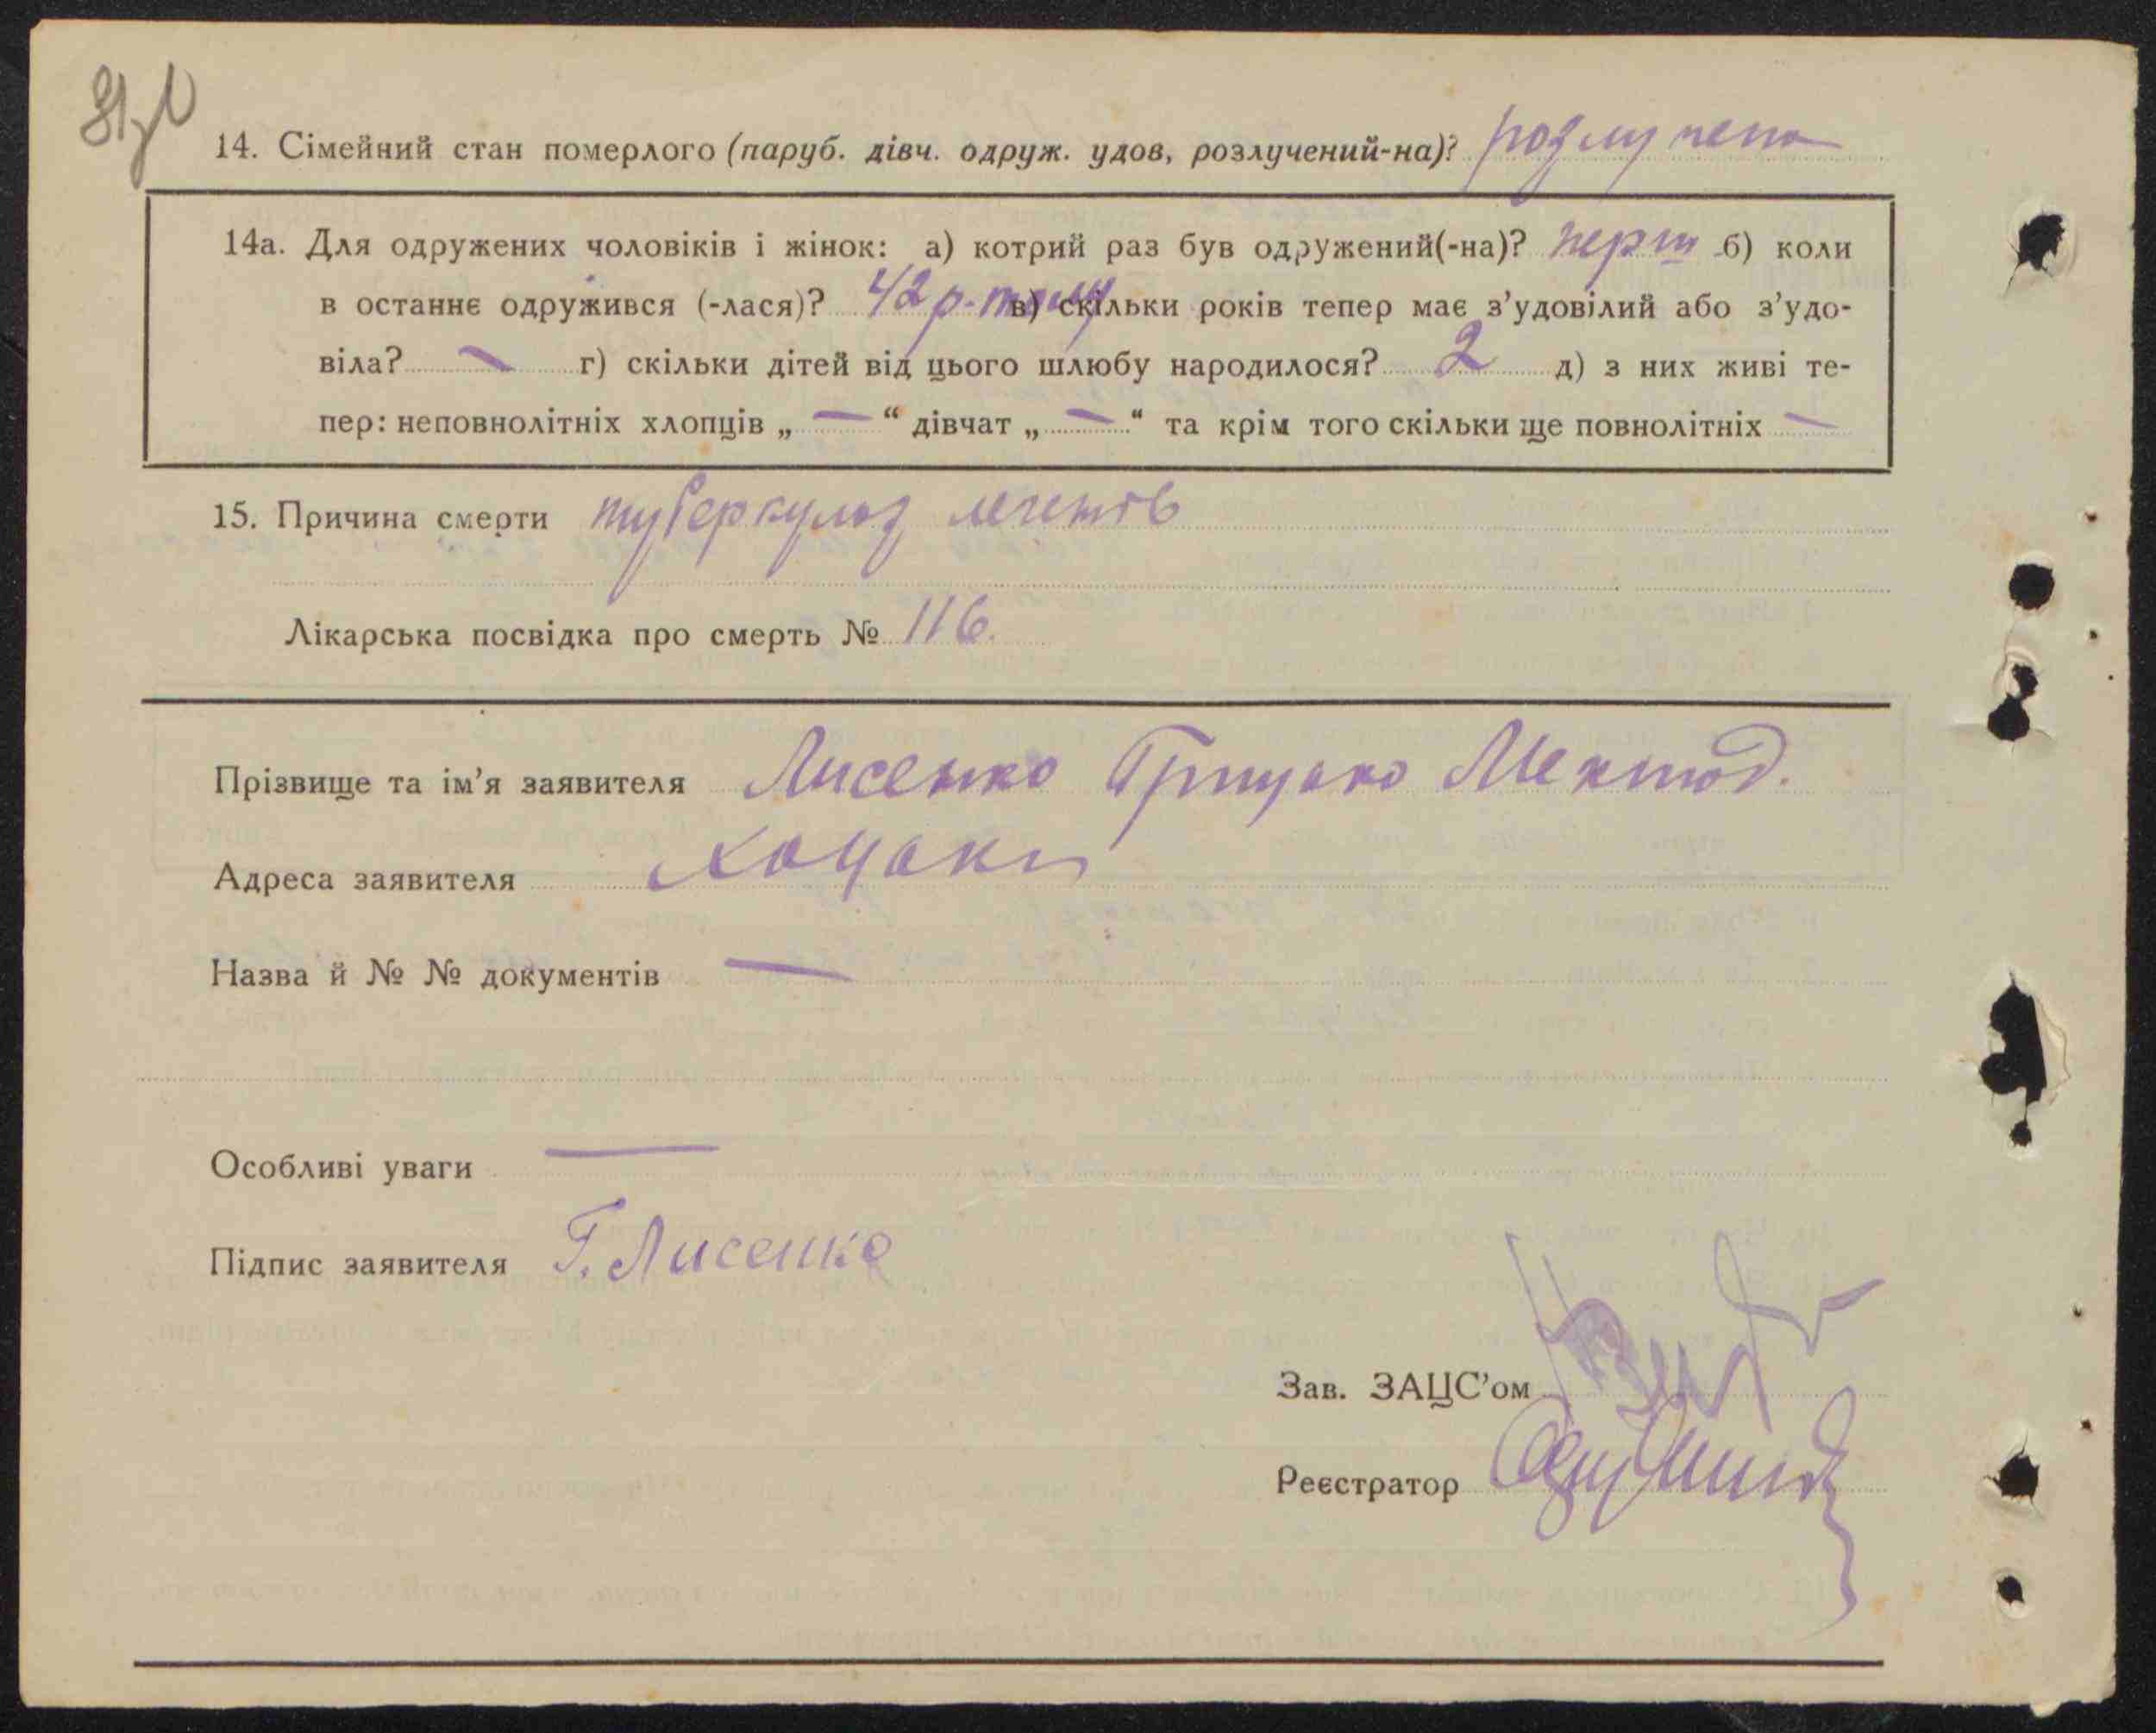 14. Сімейний стан померлого (паруб. дівч. одруж. удов, розлучений-на)? розлучена
14а. Для одружених чоловіків і жінок: а) котрий раз був одружений(-на)? перш б) коли
в останнє одружився (-лася)? 42 р. тому в) скільки років тепер має з’удовілий або з’удо-
віла? — г) скільки дітей від цього шлюбу народилося? 2 д) з них живі те-
пер: неповнолітніх хлопців „ — “ дівчат „ — “ та крім того скільки ще повнолітніх —
15. Причина смерти туберкульоз легенів
Лікарська посвідка про смерть № 116.
Прізвище та ім’я заявителя Лисенко Грицько
Адреса заявителя Коцаки
Назва й № № документів —
Особливі уваги —
Підпис заявителя Г. Лисенко
Зав. ЗАЦС’ом
Реєстратор